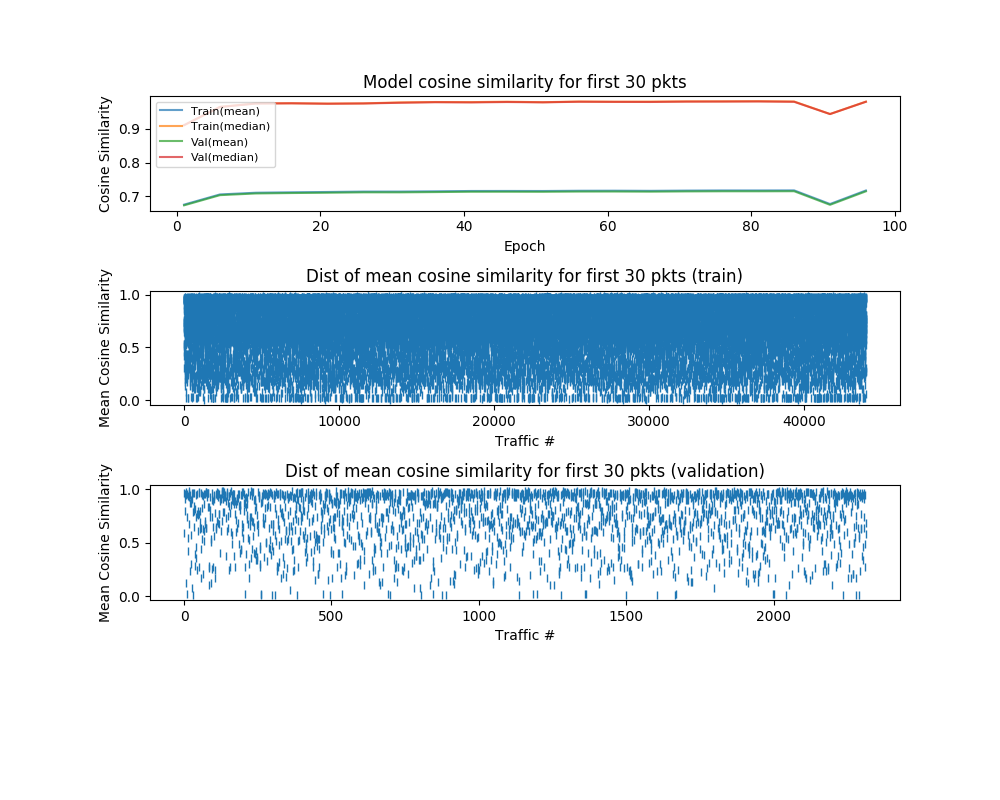 Model cosine similarity for first 30 pkts
Cosine Similarity
0.9
0.8
0.7
Train(mean)
Train(median)
Val(mean)
Val(median)
0 20 40 60 80 100
Epoch
Dist of mean cosine similarity for first 30 pkts (train)
Mean Cosine Similarity
1.0
0.5
0.0
0 10000 20000 30000 40000
Traffic #
Dist of mean cosine similarity for first 30 pkts (validation)
Mean Cosine Similarity
1.0
0.5
0.0
0 500 1000 1500 2000
Traffic #